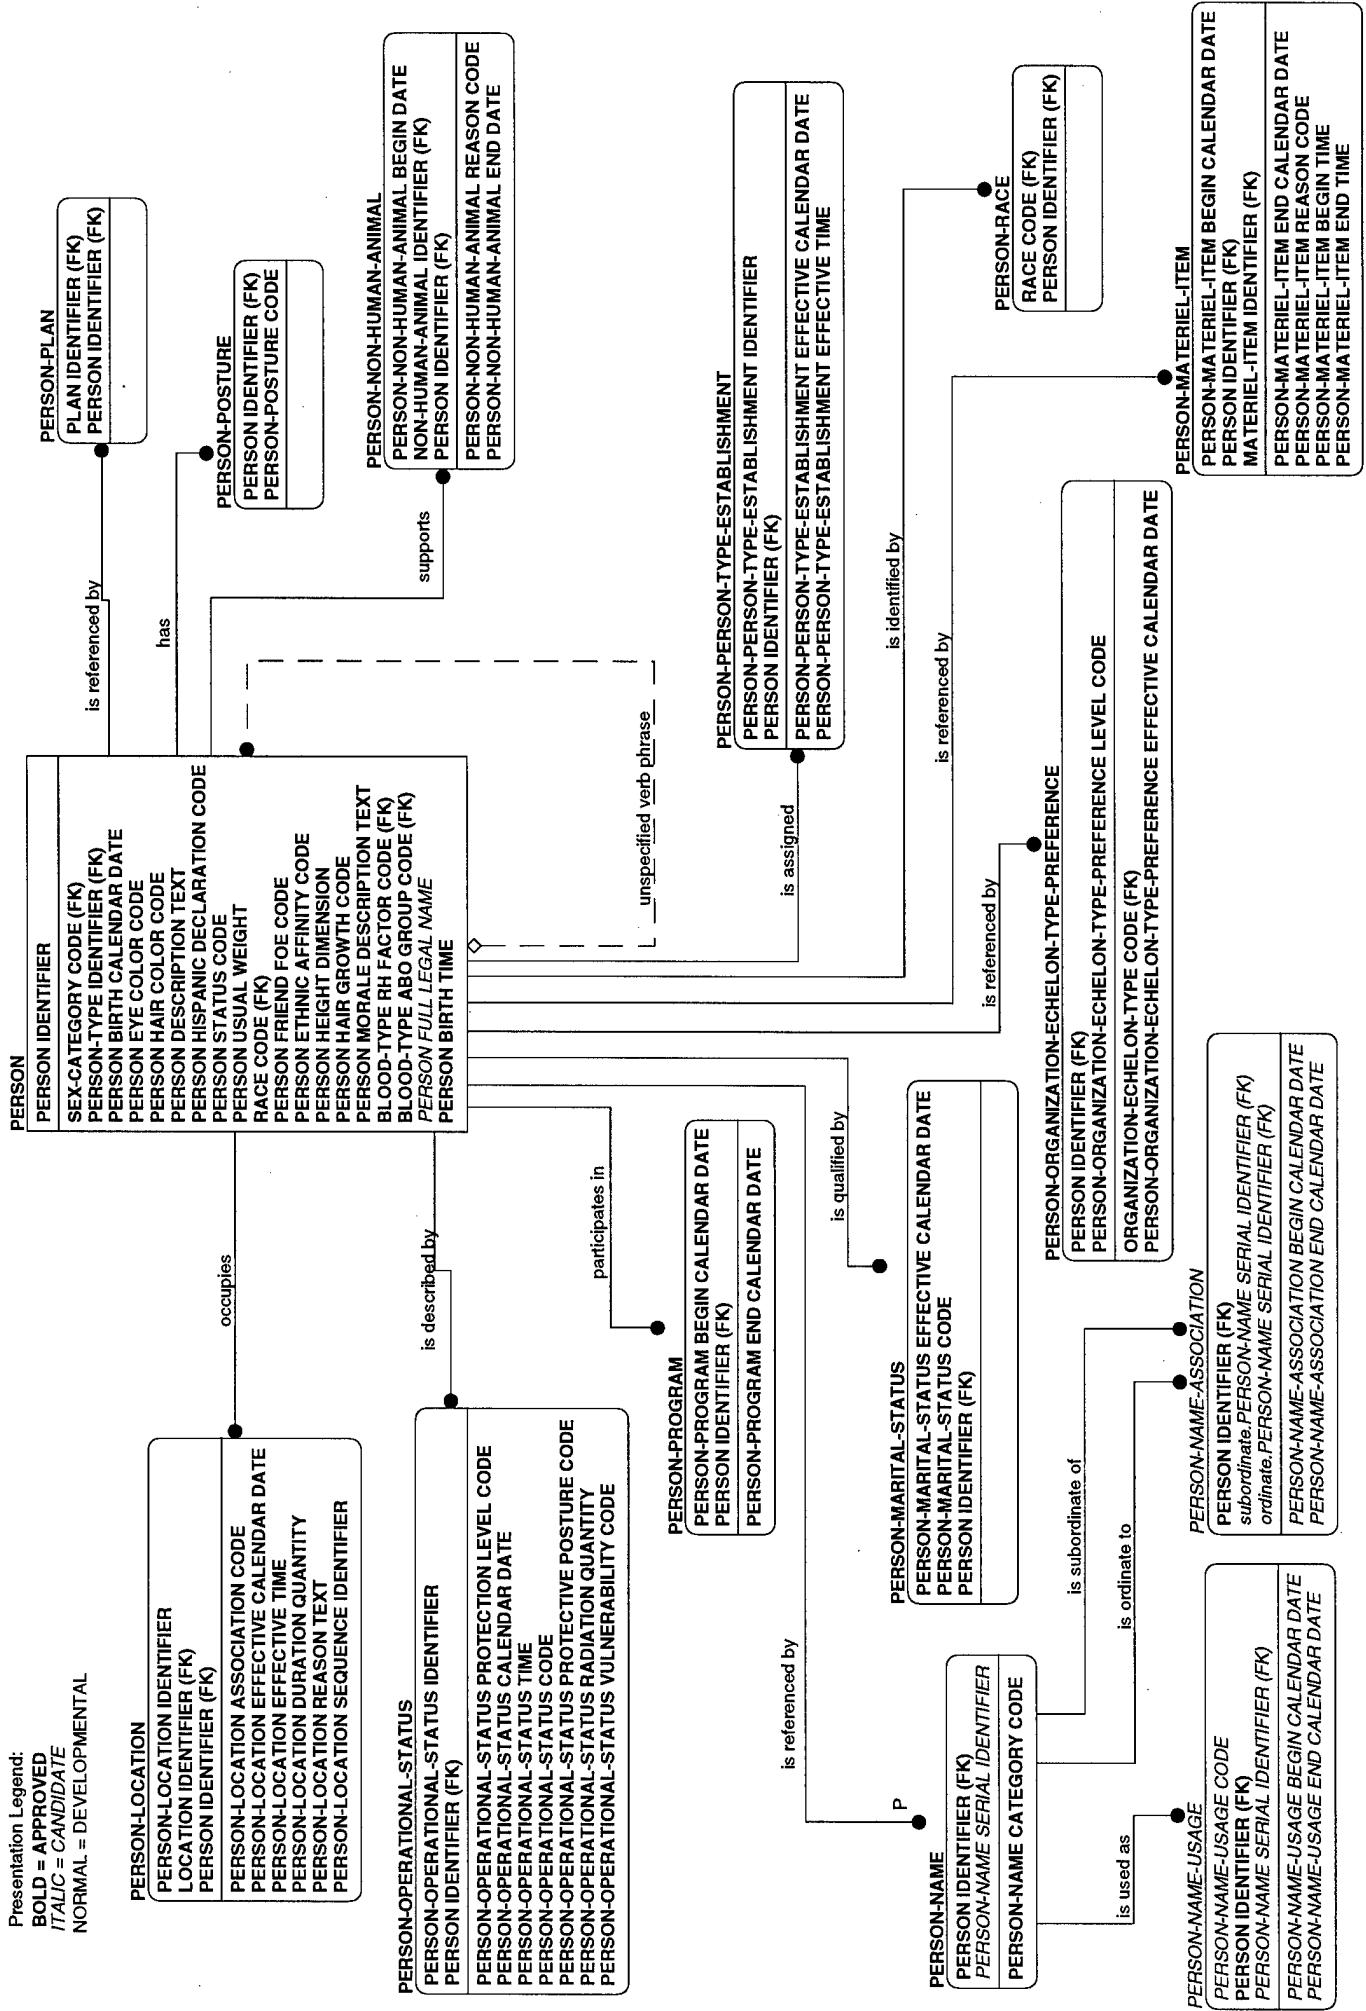 Presentation Legend:
BOLD = APPROVED
ITALIC = CANDIDATE
NORMAL = DEVELOPMENTAL
PERSON
PERSON IDENTIFIER
SEX-CATEGORY CODE (FK)
PERSON-TYPE IDENTIFIER (FK)
PERSON BIRTH CALENDAR DATE
PERSON EYE COLOR CODE
PERSON HAIR COLOR CODE
PERSON DESCRIPTION TEXT
PERSON HISPANIC DECLARATION CODE
PERSON STATUS CODE
PERSON USUAL WEIGHT
RACE CODE (FK)
PERSON FRIEND FOE CODE
PERSON ETHNIC AFFINITY CODE
PERSON HEIGHT DIMENSION
PERSON HAIR GROWTH CODE
PERSON MORALE DESCRIPTION TEXT
BLOOD-TYPE RH FACTOR CODE (FK)
BLOOD-TYPE ABO GROUP CODE (FK)
PERSON FULL LEGAL NAME
PERSON BIRTH TIME
is referenced by
PERSON-PLAN
PLAN IDENTIFIER (FK)
PERSON IDENTIFIER (FK)
has
PERSON-POSTURE
PERSON IDENTIFIER (FK)
PERSON-POSTURE CODE
supports
PERSON-NON-HUMAN-ANIMAL
PERSON-NON-HUMAN-ANIMAL BEGIN DATE
NON-HUMAN-ANIMAL IDENTIFIER (FK)
PERSON IDENTIFIER (FK)
PERSON-NON-HUMAN-ANIMAL REASON CODE
PERSON-NON-HUMAN-ANIMAL END DATE
unspecified verb phrase
occupies
PERSON-LOCATION
PERSON-LOCATION IDENTIFIER
LOCATION IDENTIFIER (FK)
PERSON IDENTIFIER (FK)
PERSON-LOCATION ASSOCIATION CODE
PERSON-LOCATION EFFECTIVE CALENDAR DATE
PERSON-LOCATION EFFECTIVE TIME
PERSON-LOCATION DURATION QUANTITY
PERSON-LOCATION REASON TEXT
PERSON-LOCATION SEQUENCE IDENTIFIER
is described by
PERSON-OPERATIONAL-STATUS
PERSON-OPERATIONAL-STATUS IDENTIFIER
PERSON IDENTIFIER (FK)
PERSON-OPERATIONAL-STATUS PROTECTION LEVEL CODE
PERSON-OPERATIONAL-STATUS CALENDAR DATE
PERSON-OPERATIONAL-STATUS TIME
PERSON-OPERATIONAL-STATUS CODE
PERSON-OPERATIONAL-STATUS PROTECTIVE POSTURE CODE
PERSON-OPERATIONAL-STATUS RADIATION QUANTITY
PERSON-OPERATIONAL-STATUS VULNERABILITY CODE
participates in
PERSON-PROGRAM
PERSON-PROGRAM BEGIN CALENDAR DATE
PERSON IDENTIFIER (FK)
PERSON-PROGRAM END CALENDAR DATE
is assigned
PERSON-PERSON-TYPE-ESTABLISHMENT
PERSON-PERSON-TYPE-ESTABLISHMENT IDENTIFIER
PERSON IDENTIFIER (FK)
PERSON-PERSON-TYPE-ESTABLISHMENT EFFECTIVE CALENDAR DATE
PERSON-PERSON-TYPE-ESTABLISHMENT EFFECTIVE TIME
is identified by
PERSON-RACE
RACE CODE (FK)
PERSON IDENTIFIER (FK)
is referenced by
PERSON-MATERIEL-ITEM
PERSON-MATERIEL-ITEM BEGIN CALENDAR DATE
PERSON IDENTIFIER (FK)
MATERIEL-ITEM IDENTIFIER (FK)
PERSON-MATERIEL-ITEM END CALENDAR DATE
PERSON-MATERIEL-ITEM REASON CODE
PERSON-MATERIEL-ITEM BEGIN TIME
PERSON-MATERIEL-ITEM END TIME
is referenced by
PERSON-ORGANIZATION-ECHELON-TYPE-PREFERENCE
PERSON IDENTIFIER (FK)
PERSON-ORGANIZATION-ECHELON-TYPE-PREFERENCE LEVEL CODE
ORGANIZATION-ECHELON-TYPE CODE (FK)
PERSON-ORGANIZATION-ECHELON-TYPE-PREFERENCE EFFECTIVE CALENDAR DATE
is qualified by
PERSON-MARITAL-STATUS
PERSON-MARITAL-STATUS EFFECTIVE CALENDAR DATE
PERSON-MARITAL-STATUS CODE
PERSON IDENTIFIER (FK)
is referenced by
P
PERSON-NAME
PERSON IDENTIFIER (FK)
PERSON-NAME SERIAL IDENTIFIER
PERSON-NAME CATEGORY CODE
is subordinate of
is ordinate to
is used as
PERSON-NAME-ASSOCIATION
PERSON IDENTIFIER (FK)
subordinate.PERSON-NAME SERIAL IDENTIFIER (FK)
ordinate.PERSON-NAME SERIAL IDENTIFIER (FK)
PERSON-NAME-ASSOCIATION BEGIN CALENDAR DATE
PERSON-NAME-ASSOCIATION END CALENDAR DATE
PERSON-NAME-USAGE
PERSON-NAME-USAGE CODE
PERSON IDENTIFIER (FK)
PERSON-NAME SERIAL IDENTIFIER (FK)
PERSON-NAME-USAGE BEGIN CALENDAR DATE
PERSON-NAME-USAGE END CALENDAR DATE